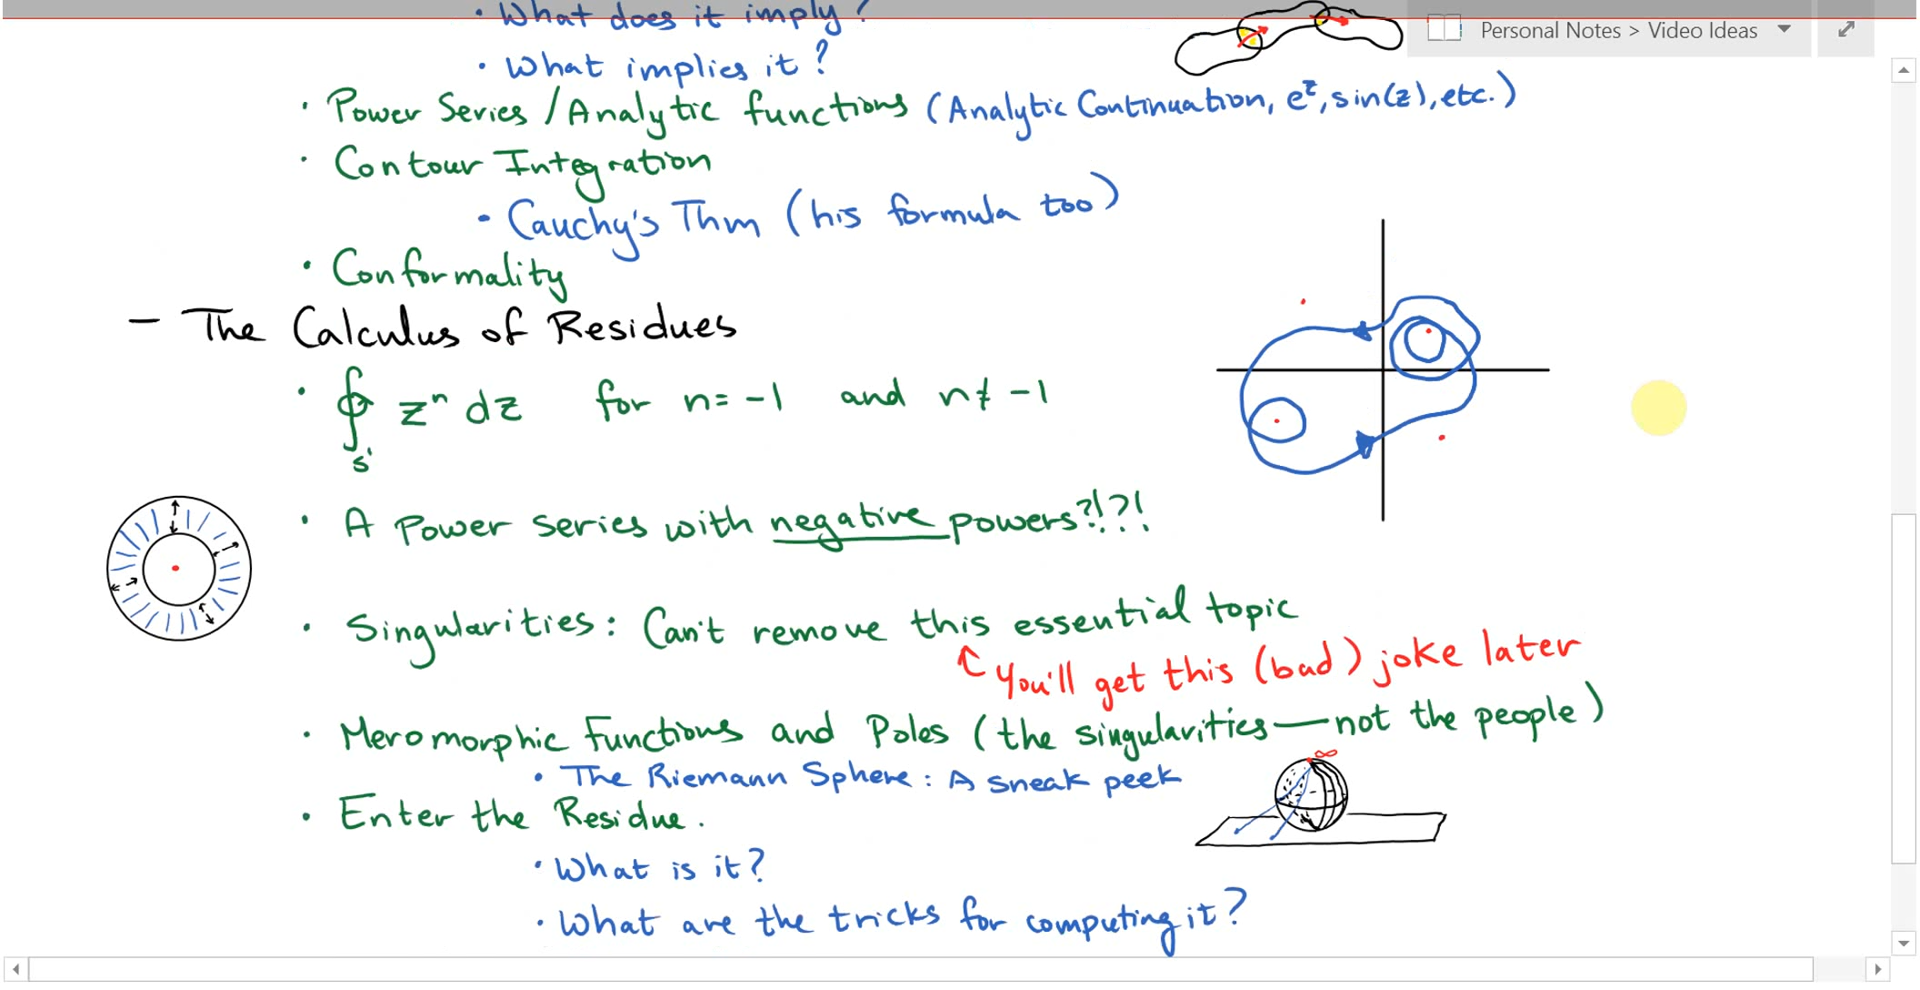 • What does it imply?
Personal Notes > Video Ideas
• What implies it?
• Power Series / Analytic functions (Analytic Continuation, e^z, sin(z), etc.)
• Contour Integration
• Cauchy's Thm (his formula too)
• Conformality
– The Calculus of Residues
• ∮_{S^1} z^n dz for n = -1 and n ≠ -1
• A Power series with negative powers?!?!
• Singularities: Can't remove this essential topic
↑ You'll get this (bad) joke later
• Meromorphic Functions and Poles (the singularities—not the people)
∞
• The Riemann Sphere: A sneak peek
• Enter the Residue.
• What is it?
• What are the tricks for computing it?